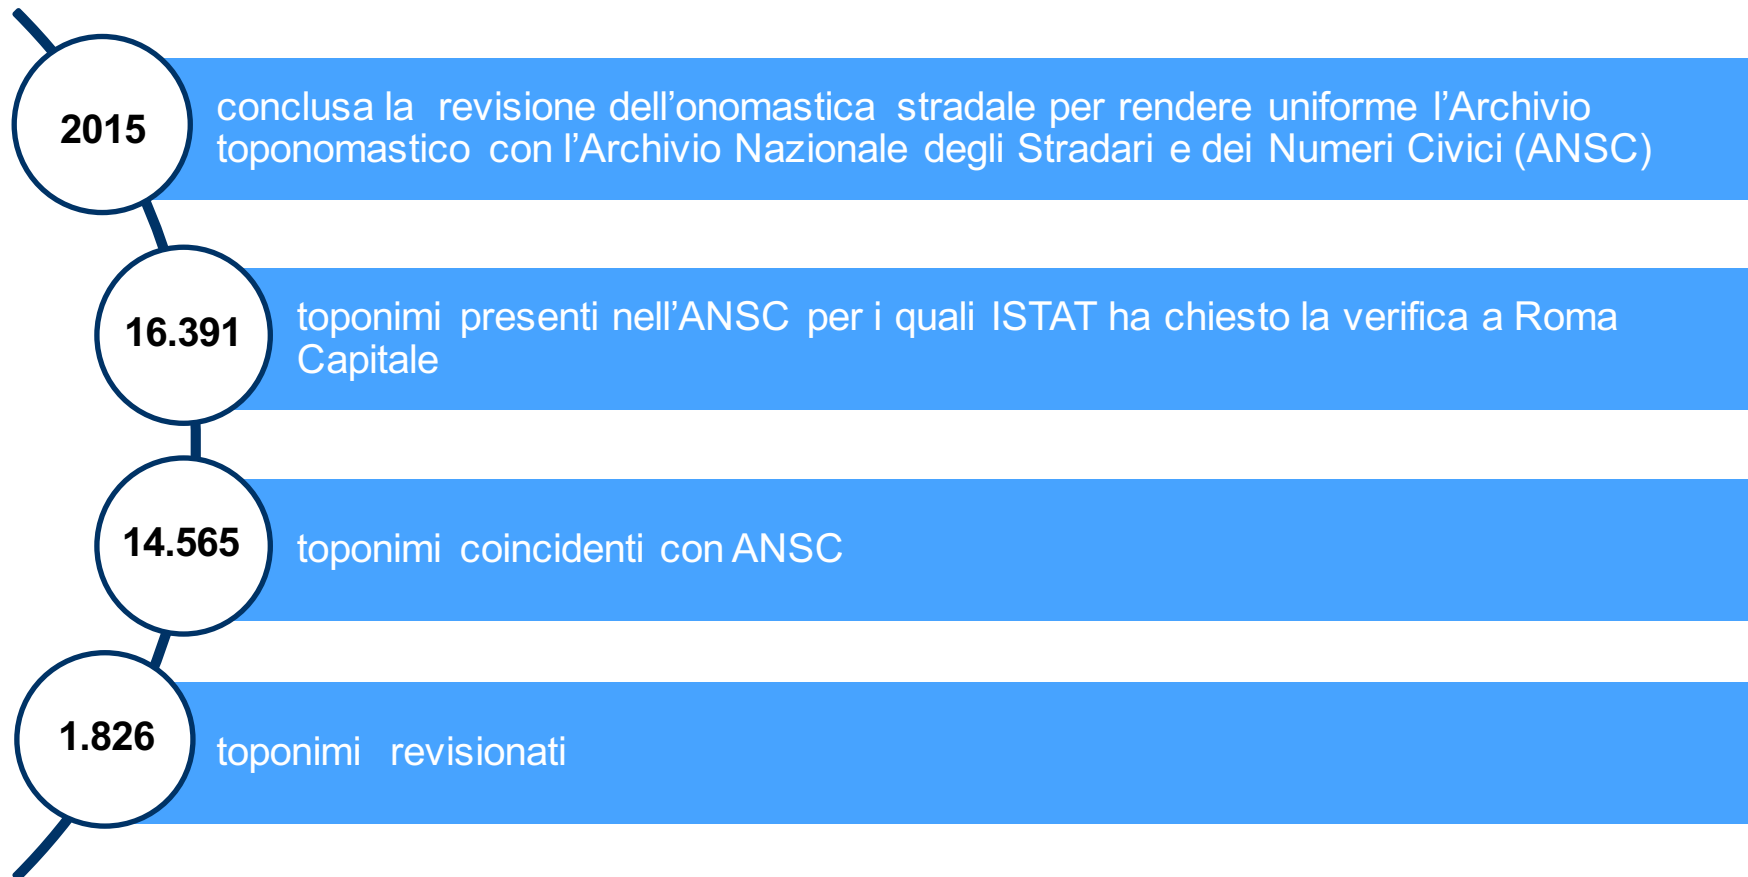 2015
conclusa la revisione dell’onomastica stradale per rendere uniforme l’Archivio
toponomastico con l’Archivio Nazionale degli Stradari e dei Numeri Civici (ANSC)
16.391
toponimi presenti nell’ANSC per i quali ISTAT ha chiesto la verifica a Roma
Capitale
14.565
toponimi coincidenti con ANSC
1.826
toponimi revisionati